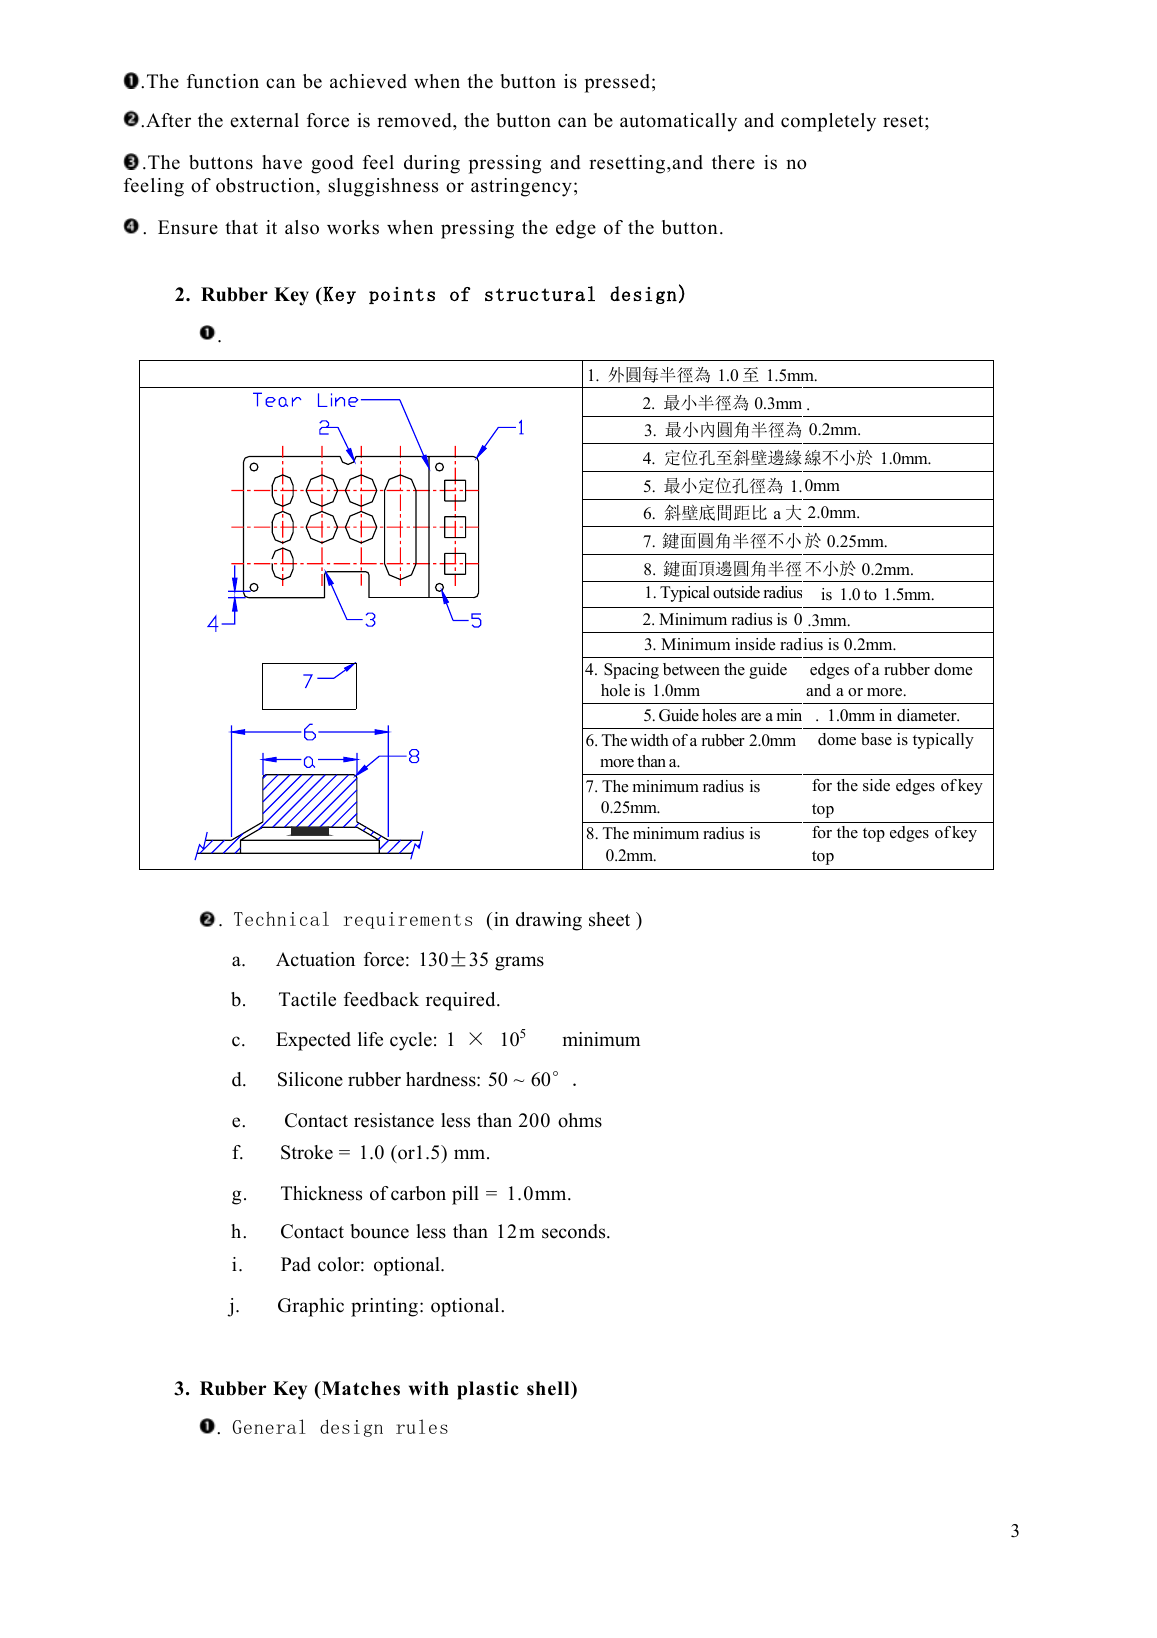 ❶.The function can be achieved when the button is pressed;
❷.After the external force is removed, the button can be automatically and completely reset;
❸.The buttons have good feel during pressing and resetting,and there is no
feeling of obstruction, sluggishness or astringency;
❹. Ensure that it also works when pressing the edge of the button.
2. Rubber Key (Key points of structural design)
❶.
Tear Line
2
1
4
3
5
7
6
a
8
1. 外圓每半徑為 1.0 至 1.5mm.
2. 最小半徑為 0.3mm .
3. 最小內圓角半徑為 0.2mm.
4. 定位孔至斜壁邊緣線不小於 1.0mm.
5. 最小定位孔徑為 1.0mm
6. 斜壁底間距比 a 大 2.0mm.
7. 鍵面圓角半徑不小於 0.25mm.
8. 鍵面頂邊圓角半徑不小於 0.2mm.
1. Typical outside radius is 1.0 to 1.5mm.
2. Minimum radius is 0 .3mm.
3. Minimum inside radius is 0.2mm.
4. Spacing between the guide edges of a rubber dome
hole is 1.0mm and a or more.
5. Guide holes are a min . 1.0mm in diameter.
6. The width of a rubber 2.0mm dome base is typically
more than a.
7. The minimum radius is for the side edges of key
0.25mm. top
8. The minimum radius is for the top edges of key
0.2mm. top
❷. Technical requirements (in drawing sheet )
a. Actuation force: 130±35 grams
b. Tactile feedback required.
c. Expected life cycle: 1 × 10⁵ minimum
d. Silicone rubber hardness: 50 ~ 60° .
e. Contact resistance less than 200 ohms
f. Stroke = 1.0 (or1.5) mm.
g. Thickness of carbon pill = 1.0mm.
h. Contact bounce less than 12m seconds.
i. Pad color: optional.
j. Graphic printing: optional.
3. Rubber Key (Matches with plastic shell)
❶. General design rules
3